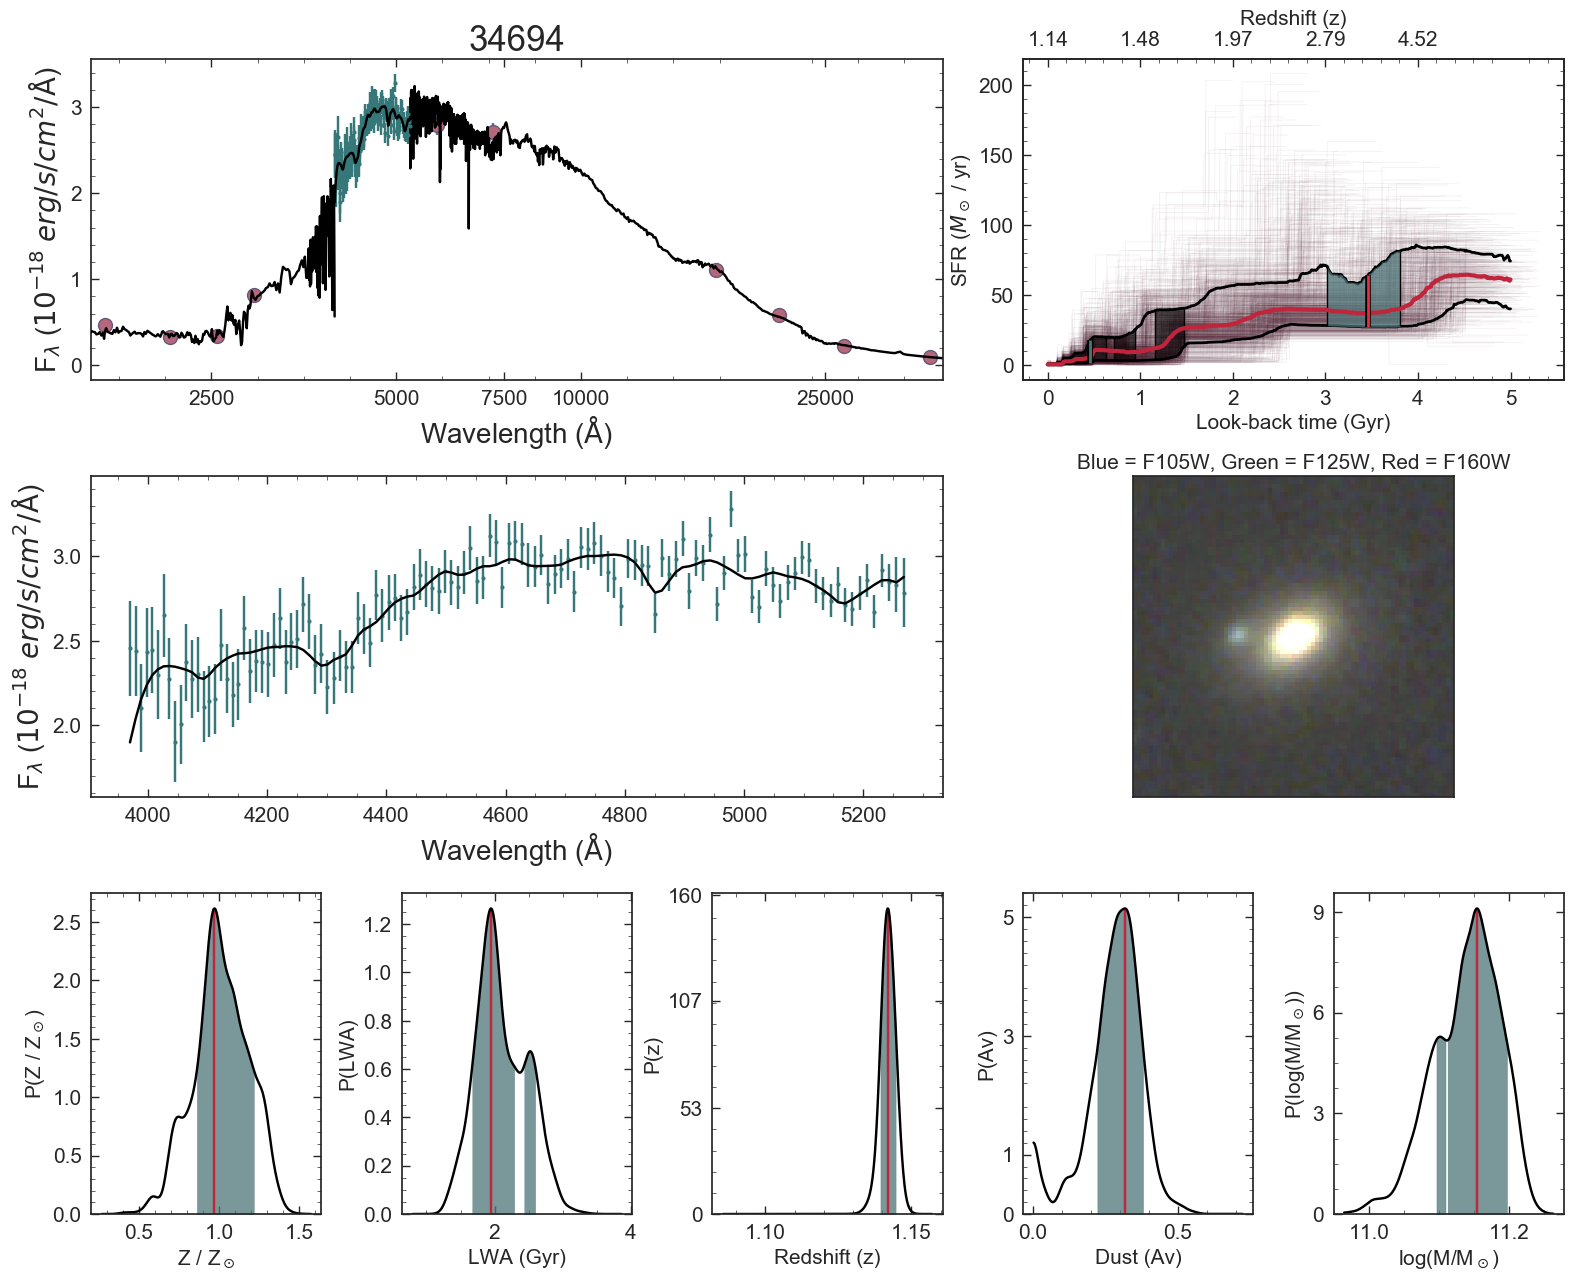 34694
F_λ (10^{-18} erg/s/cm^2/Å)
3
2
1
0
2500 5000 7500 10000 25000
Wavelength (Å)
Redshift (z)
1.14 1.48 1.97 2.79 4.52
SFR (M_⊙ / yr)
200
150
100
50
0
0 1 2 3 4 5
Look-back time (Gyr)
F_λ (10^{-18} erg/s/cm^2/Å)
3.0
2.5
2.0
4000 4200 4400 4600 4800 5000 5200
Wavelength (Å)
Blue = F105W, Green = F125W, Red = F160W
P(Z / Z_⊙)
2.5
2.0
1.5
1.0
0.5
0.0
0.5 1.0 1.5
Z / Z_⊙
P(LWA)
1.2
1.0
0.8
0.6
0.4
0.2
0.0
2 4
LWA (Gyr)
P(z)
160
107
53
0
1.10 1.15
Redshift (z)
P(Av)
5
3
1
0
0.0 0.5
Dust (Av)
P(log(M/M_⊙))
9
6
3
0
11.0 11.2
log(M/M_⊙)